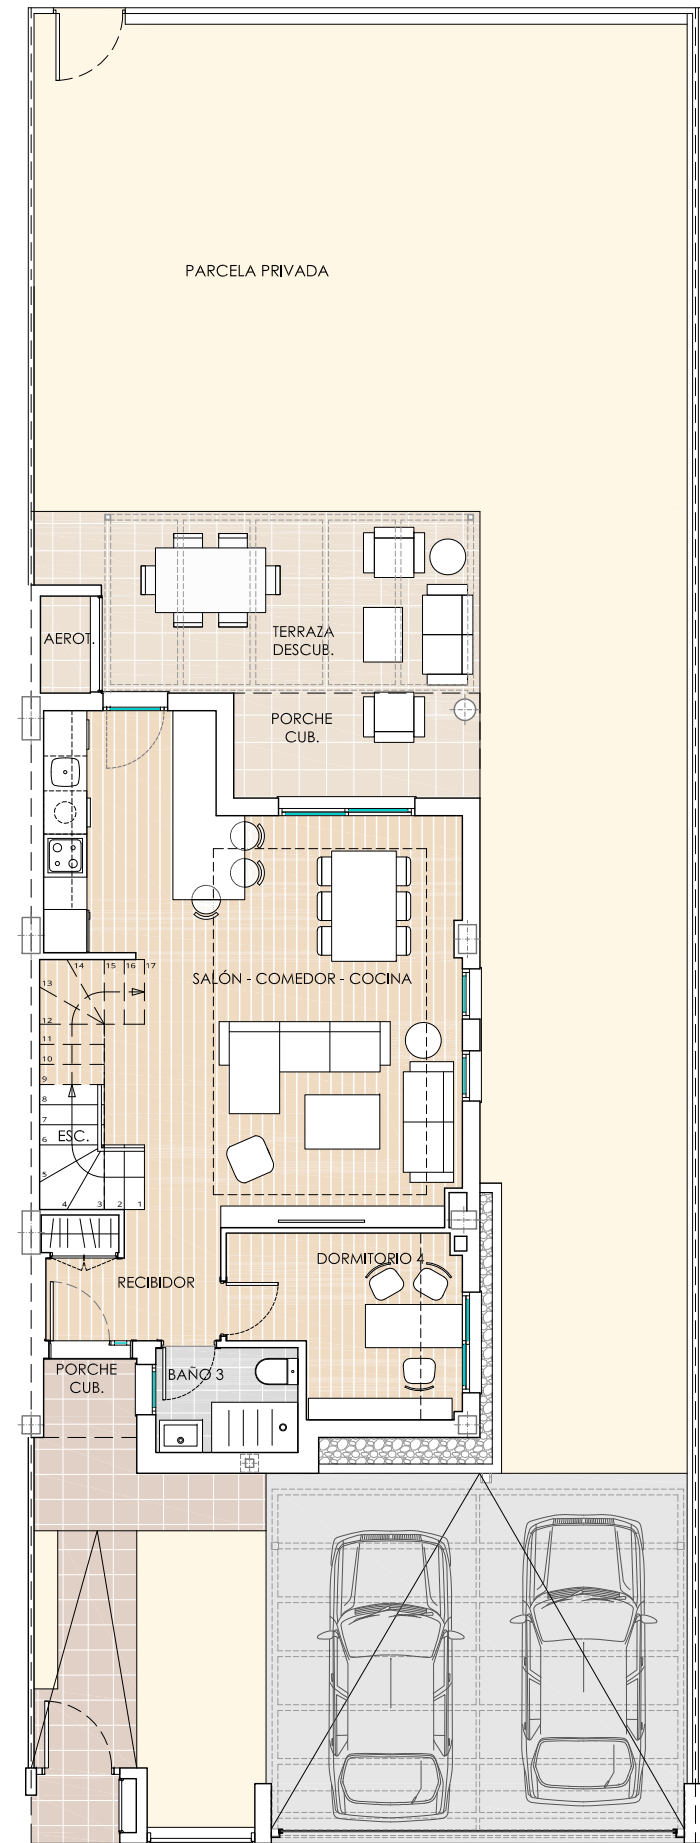 PARCELA PRIVADA
TERRAZA
DESCUB.
AEROT.
PORCHE
CUB.
SALÓN - COMEDOR - COCINA
14
15
16
17
13
12
11
10
9
8
7
6
ESC.
5
4
3
2
1
DORMITORIO 4
RECIBIDOR
PORCHE
CUB.
BAÑO 3